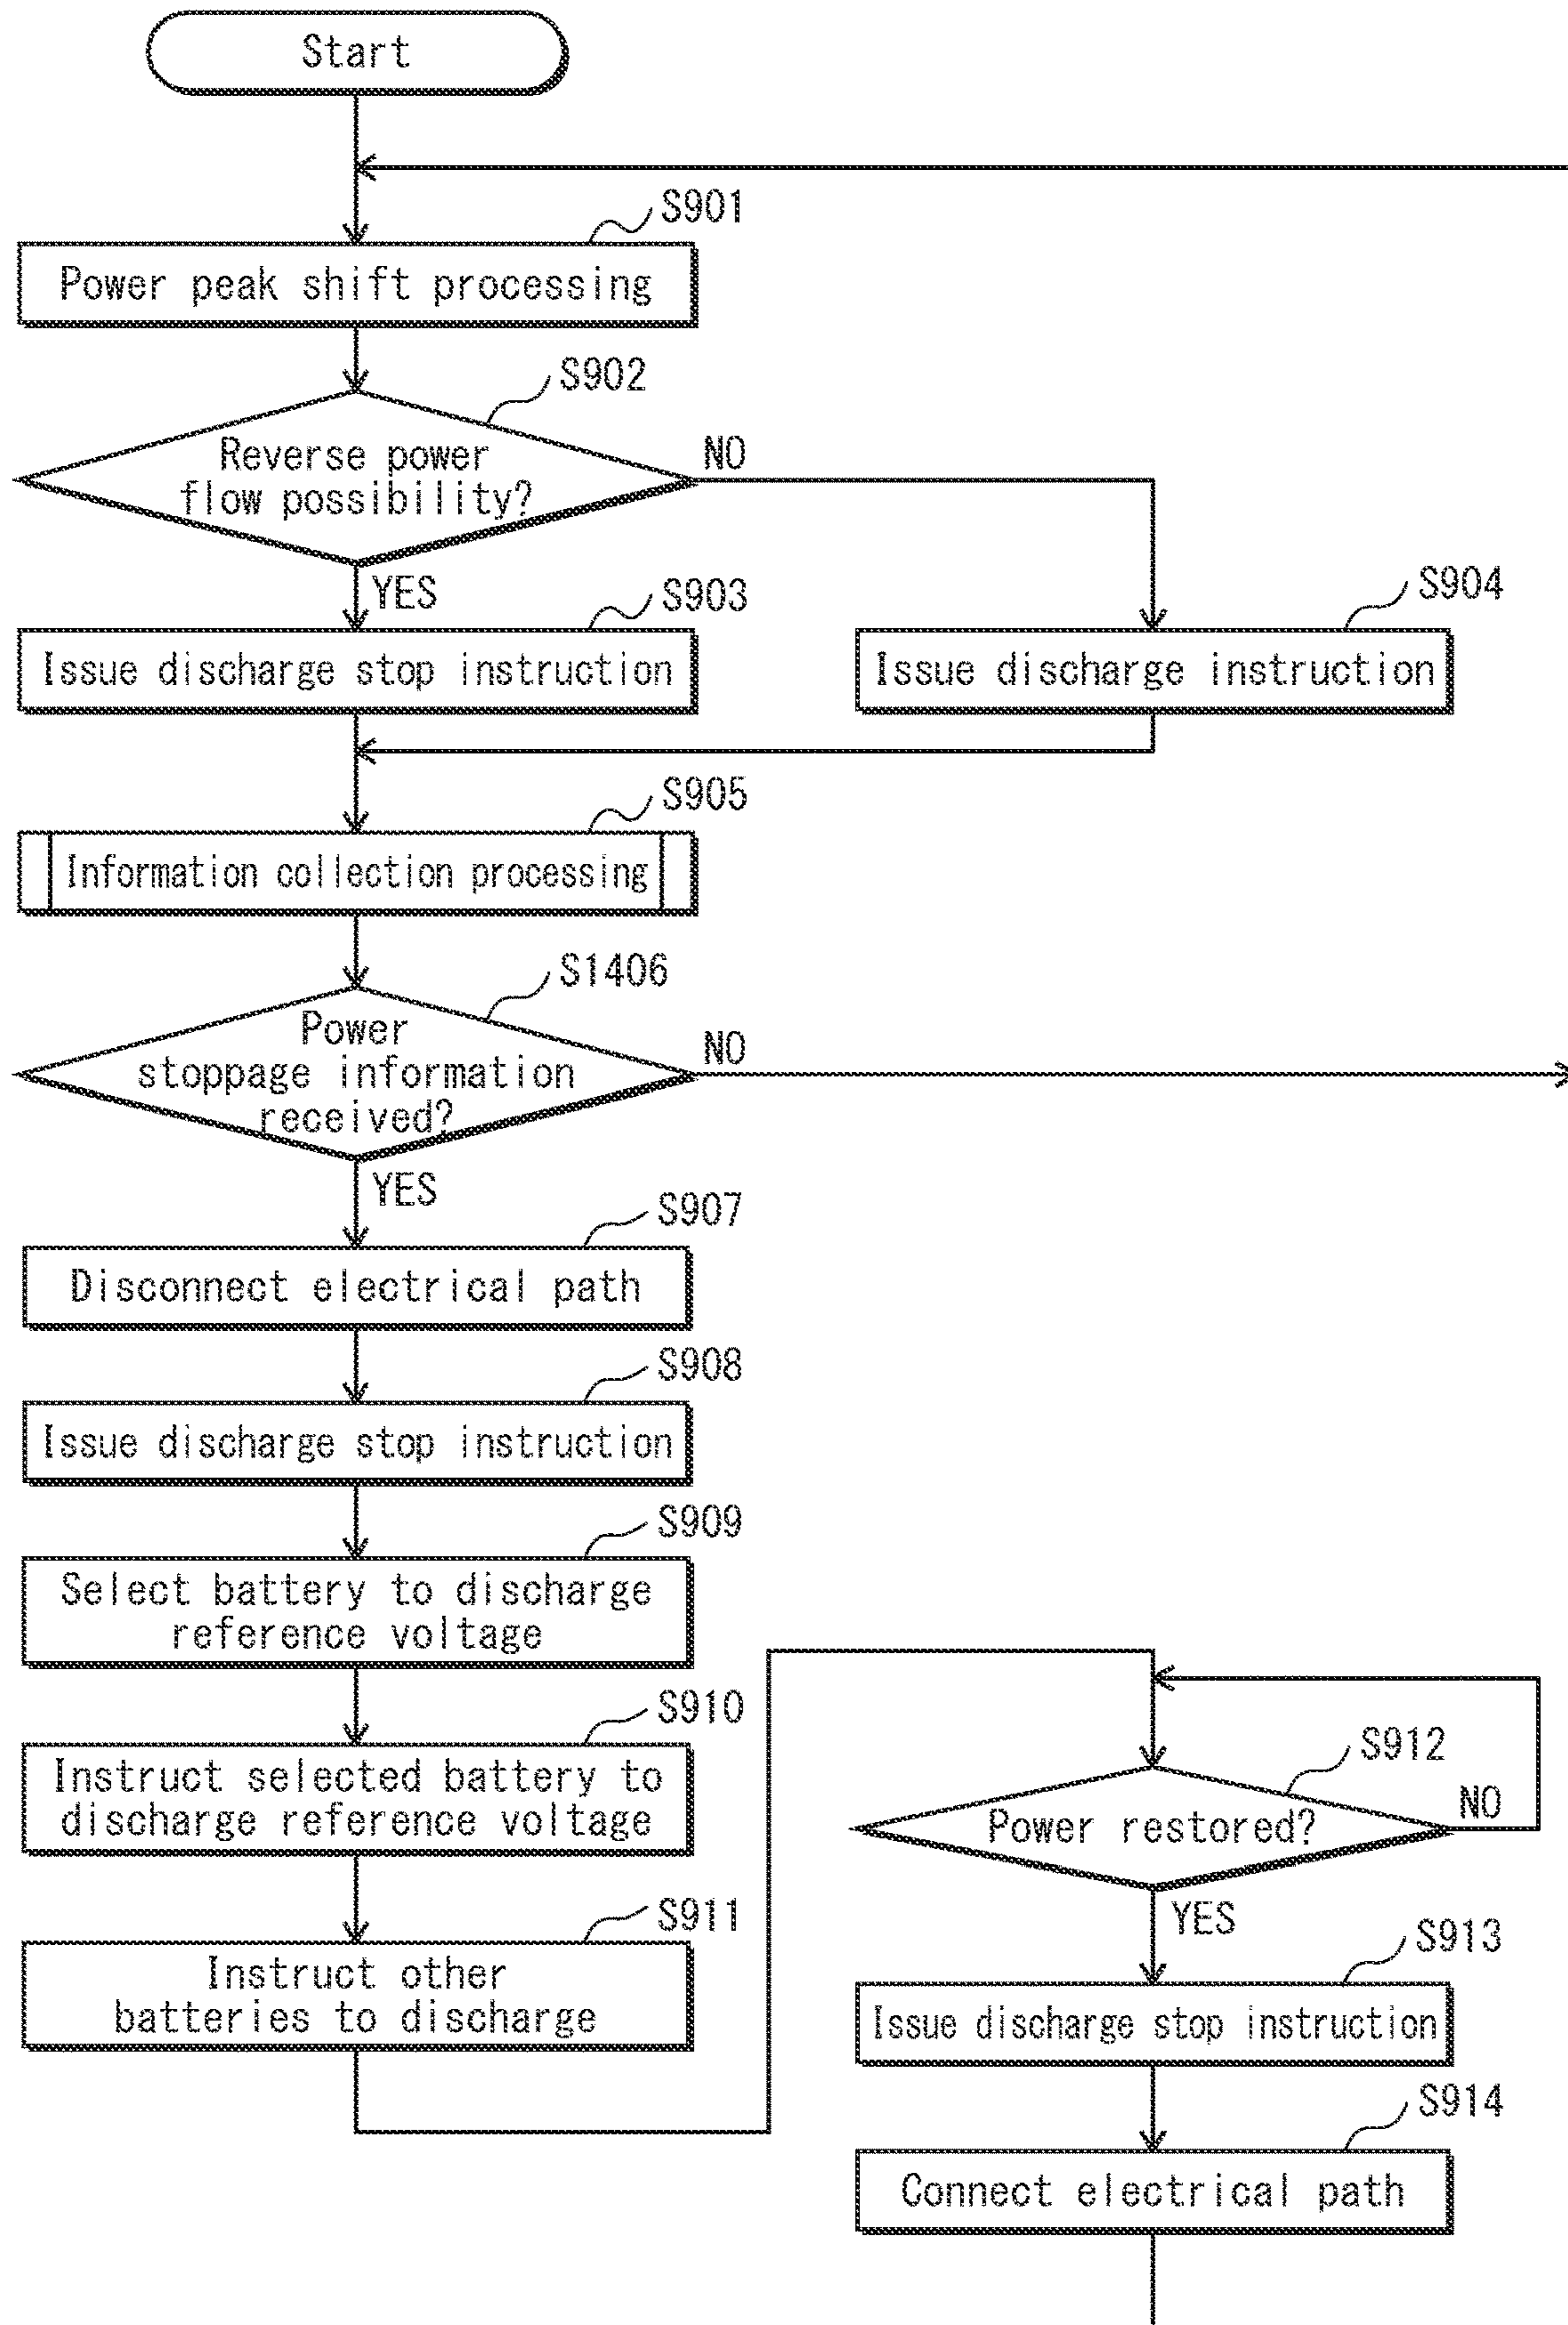 Start
S901
Power peak shift processing
S902
Reverse power
flow possibility?
NO
YES
S903
Issue discharge stop instruction
S904
Issue discharge instruction
S905
Information collection processing
S1406
Power
stoppage information
received?
NO
YES
S907
Disconnect electrical path
S908
Issue discharge stop instruction
S909
Select battery to discharge
reference voltage
S910
Instruct selected battery to
discharge reference voltage
S911
Instruct other
batteries to discharge
S912
Power restored?
NO
YES
S913
Issue discharge stop instruction
S914
Connect electrical path